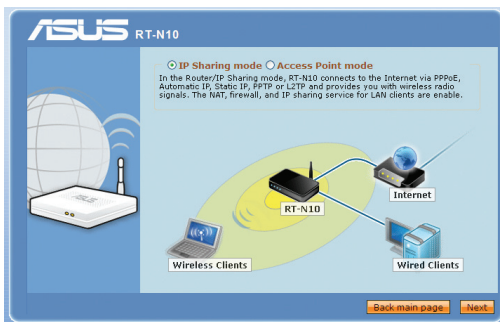 ASUS RT-N10
IP Sharing mode Access Point mode
In the Router/IP Sharing mode, RT-N10 connects to the Internet via PPPoE,
Automatic IP, Static IP, PPTP or L2TP and provides you with wireless radio
signals. The NAT, firewall, and IP sharing service for LAN clients are enable.
Internet
RT-N10
Wireless Clients
Wired Clients
Back main page Next